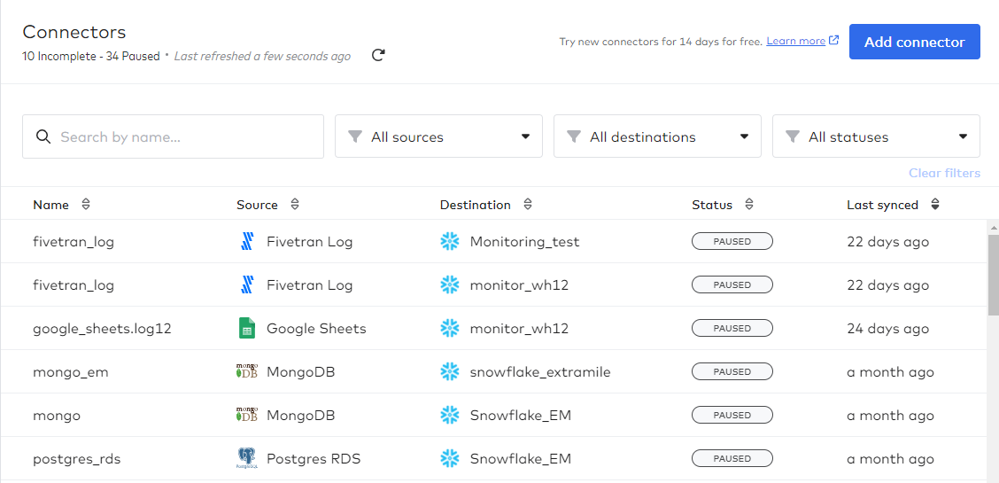 Connectors
10 Incomplete - 34 Paused • Last refreshed a few seconds ago
Try new connectors for 14 days for free. Learn more
Add connector
Search by name...
All sources
All destinations
All statuses
Clear filters
Name Source Destination Status Last synced
fivetran_log Fivetran Log Monitoring_test PAUSED 22 days ago
fivetran_log Fivetran Log monitor_wh12 PAUSED 22 days ago
google_sheets.log12 Google Sheets monitor_wh12 PAUSED 24 days ago
mongo_em mongoDB MongoDB snowflake_extramile PAUSED a month ago
mongo mongoDB MongoDB Snowflake_EM PAUSED a month ago
postgres_rds PostgreSQL Postgres RDS Snowflake_EM PAUSED a month ago